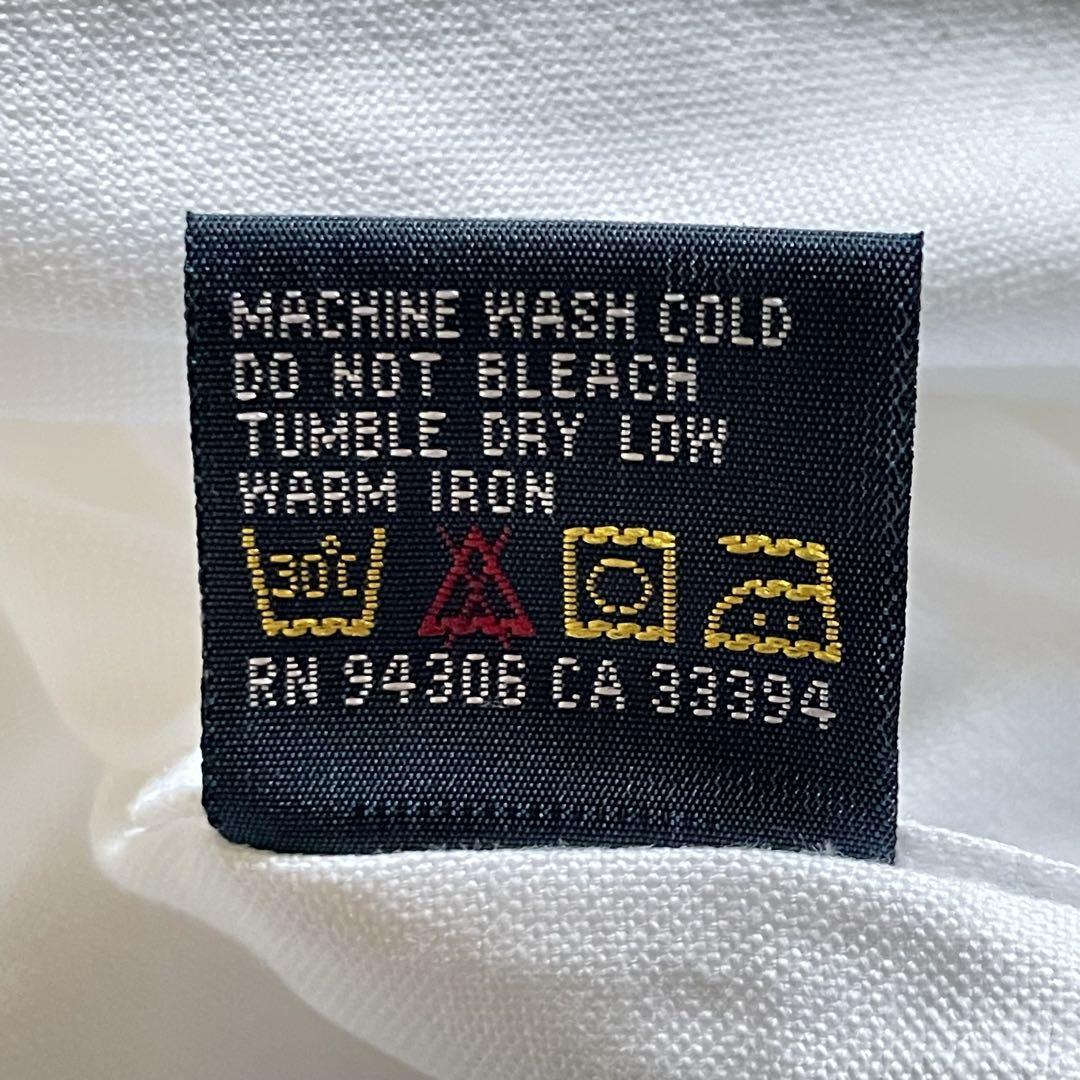 MACHINE WASH COLD
DO NOT BLEACH
TUMBLE DRY LOW
WARM IRON
30°C
RN 94306 CA 33394